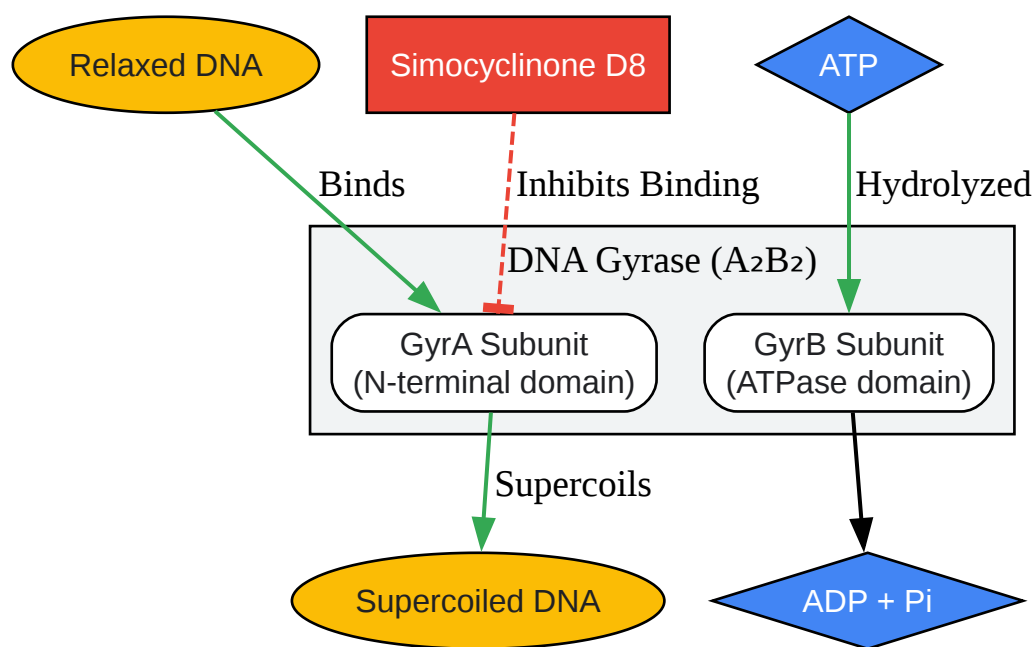 Relaxed DNA
Simocyclinone D8
ATP
Binds
Inhibits Binding
Hydrolyzed
DNA Gyrase (A₂B₂)
GyrA Subunit
(N-terminal domain)
GyrB Subunit
(ATPase domain)
Supercoils
Supercoiled DNA
ADP + Pi